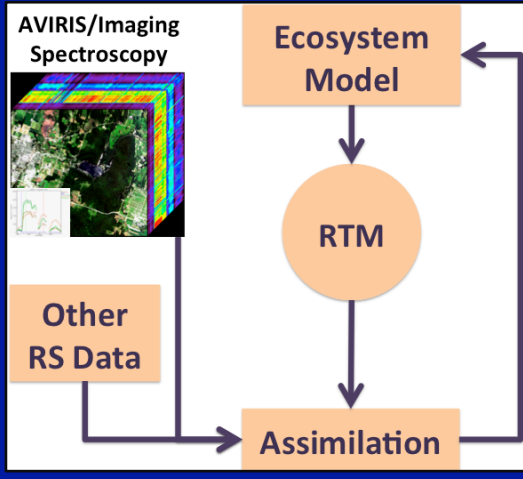 AVIRIS/Imaging
Spectroscopy
Ecosystem
Model
RTM
Other
RS Data
Assimilation